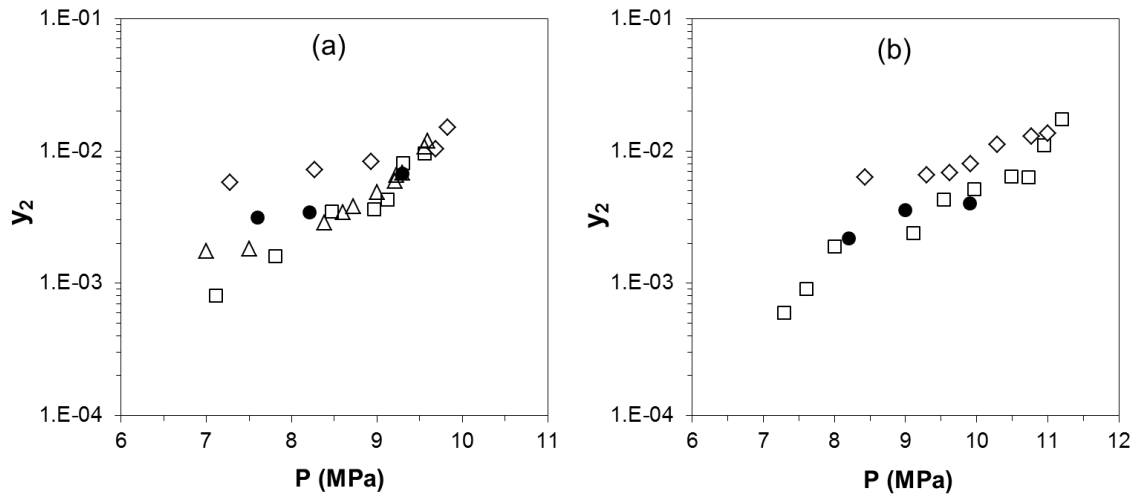 (a)
1.E-01
1.E-02
1.E-03
1.E-04
y2
6 7 8 9 10 11
P (MPa)
(b)
1.E-01
1.E-02
1.E-03
1.E-04
y2
6 7 8 9 10 11 12
P (MPa)